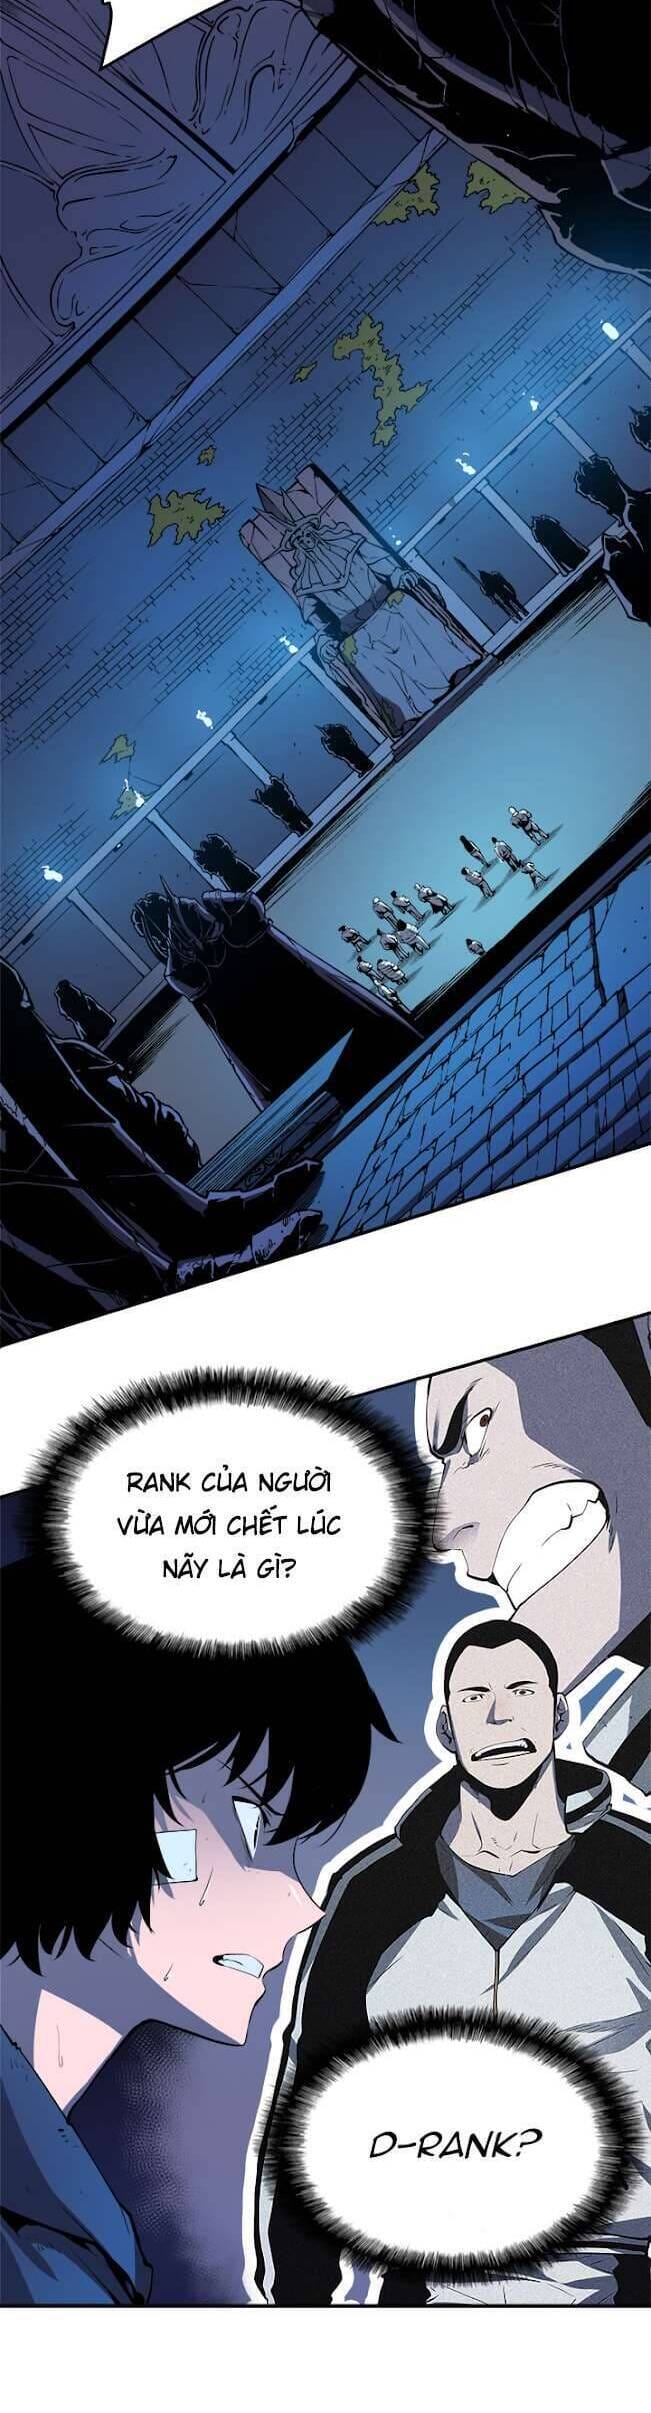 RANK CỦA NGƯỜI
VỪA MỚI CHẾT LÚC
NÃY LÀ GÌ?
D-RANK?